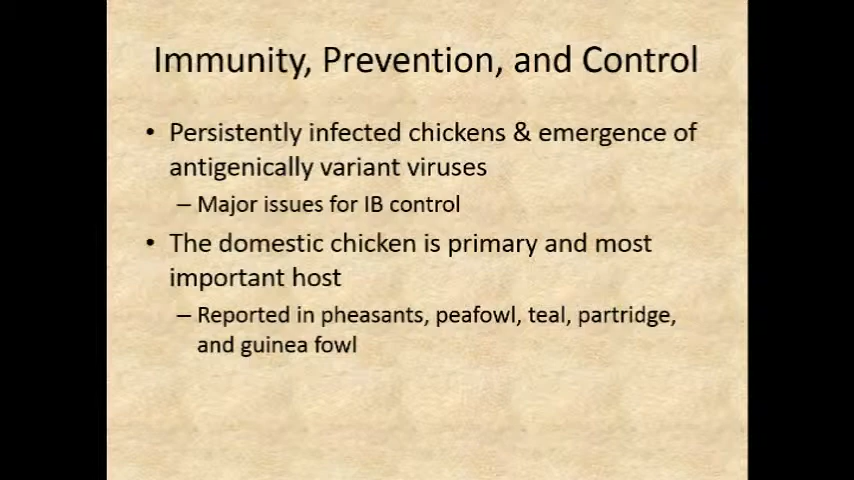 Immunity, Prevention, and Control
• Persistently infected chickens & emergence of
antigenically variant viruses
– Major issues for IB control
• The domestic chicken is primary and most
important host
– Reported in pheasants, peafowl, teal, partridge,
and guinea fowl